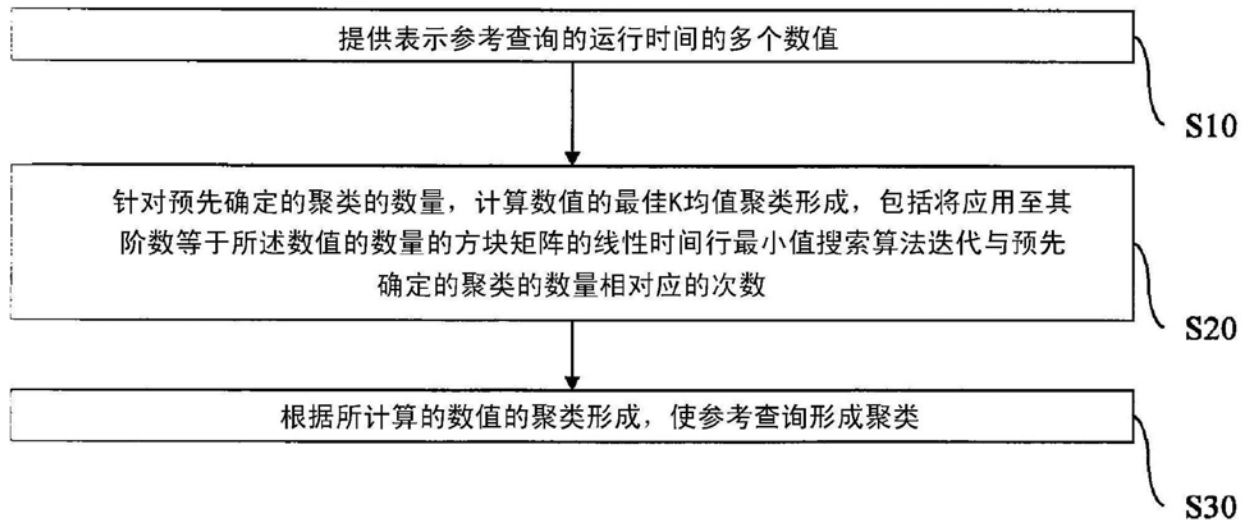 提供表示参考查询的运行时间的多个数值
S10
针对预先确定的聚类的数量，计算数值的最佳K均值聚类形成，包括将应用至其
阶数等于所述数值的数量的方块矩阵的线性时间行最小值搜索算法迭代与预先
确定的聚类的数量相对应的次数
S20
根据所计算的数值的聚类形成，使参考查询形成聚类
S30